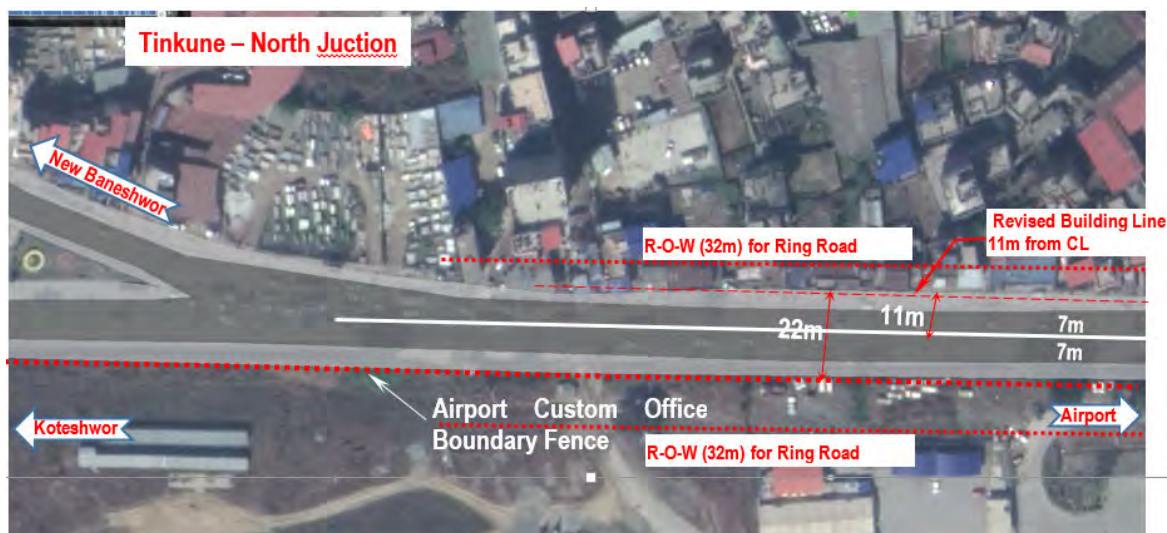 Tinkune – North Juction
New Baneshwor
Revised Building Line
11m from CL
R-O-W (32m) for Ring Road
11m
22m
7m
7m
Airport Custom Office
Boundary Fence
Koteshwor
Airport
R-O-W (32m) for Ring Road